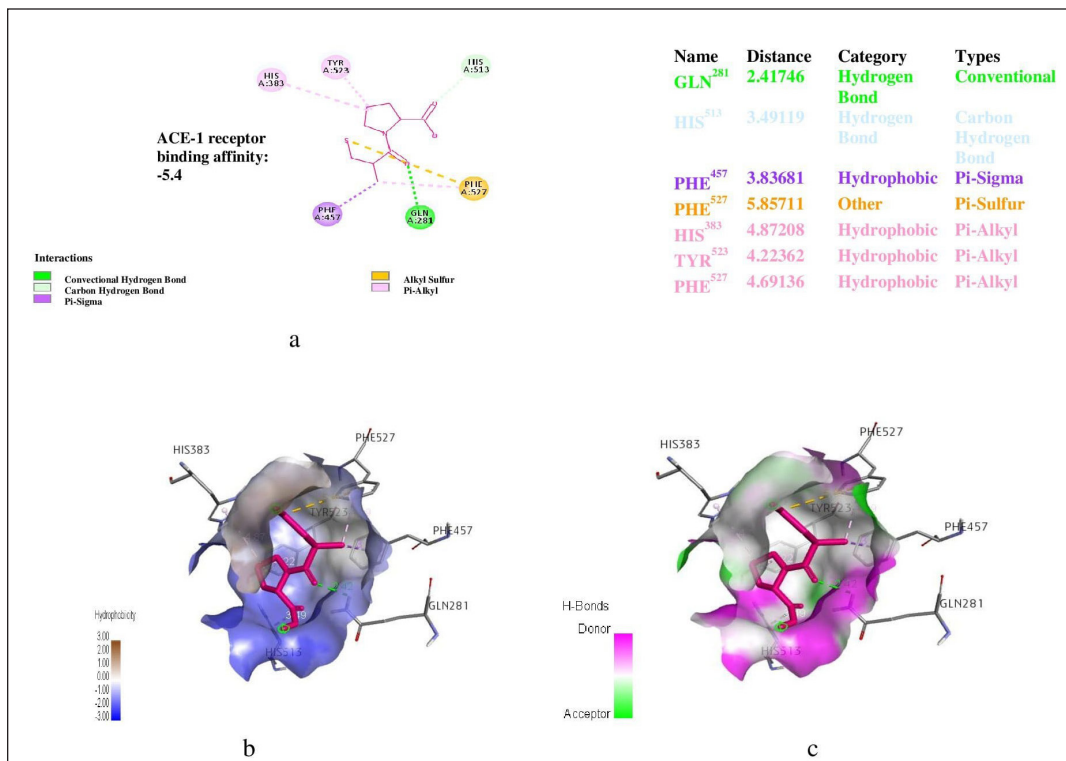 HIS
A:383
TYR
A:523
HIS
A:513
ACE-1 receptor
binding affinity:
-5.4
PHE
A:457
GLN
A:281
PHE
A:527
Interactions
Convectional Hydrogen Bond
Carbon Hydrogen Bond
Pi-Sigma
Alkyl Sulfur
Pi-Alkyl
a
Name Distance Category Types
GLN281 2.41746 Hydrogen Bond Conventional
HIS513 3.49119 Hydrogen Bond Carbon Hydrogen Bond
PHE457 3.83681 Hydrophobic Pi-Sigma
PHE527 5.85711 Other Pi-Sulfur
HIS383 4.87208 Hydrophobic Pi-Alkyl
TYR523 4.22362 Hydrophobic Pi-Alkyl
PHE527 4.69136 Hydrophobic Pi-Alkyl
HIS383
PHE527
TYR523
PHE457
GLN281
HIS513
Hydrophobicity
3.00
2.00
1.00
0.00
-1.00
-2.00
-3.00
b
HIS383
PHE527
TYR523
PHE457
GLN281
HIS513
H-Bonds
Donor
Acceptor
c